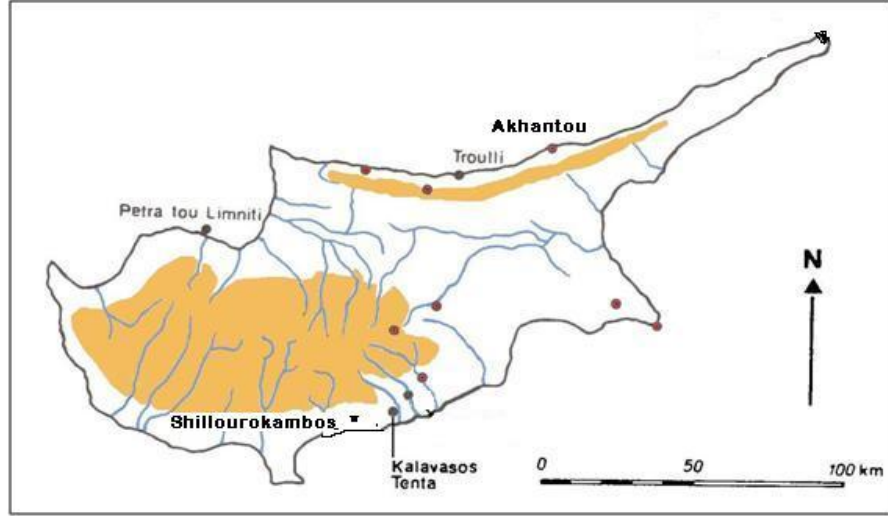 Akhantou
Troulli
Petra tou Limniti
N
Shillourokambos
Kalavasos
Tenta
0 50 100 km